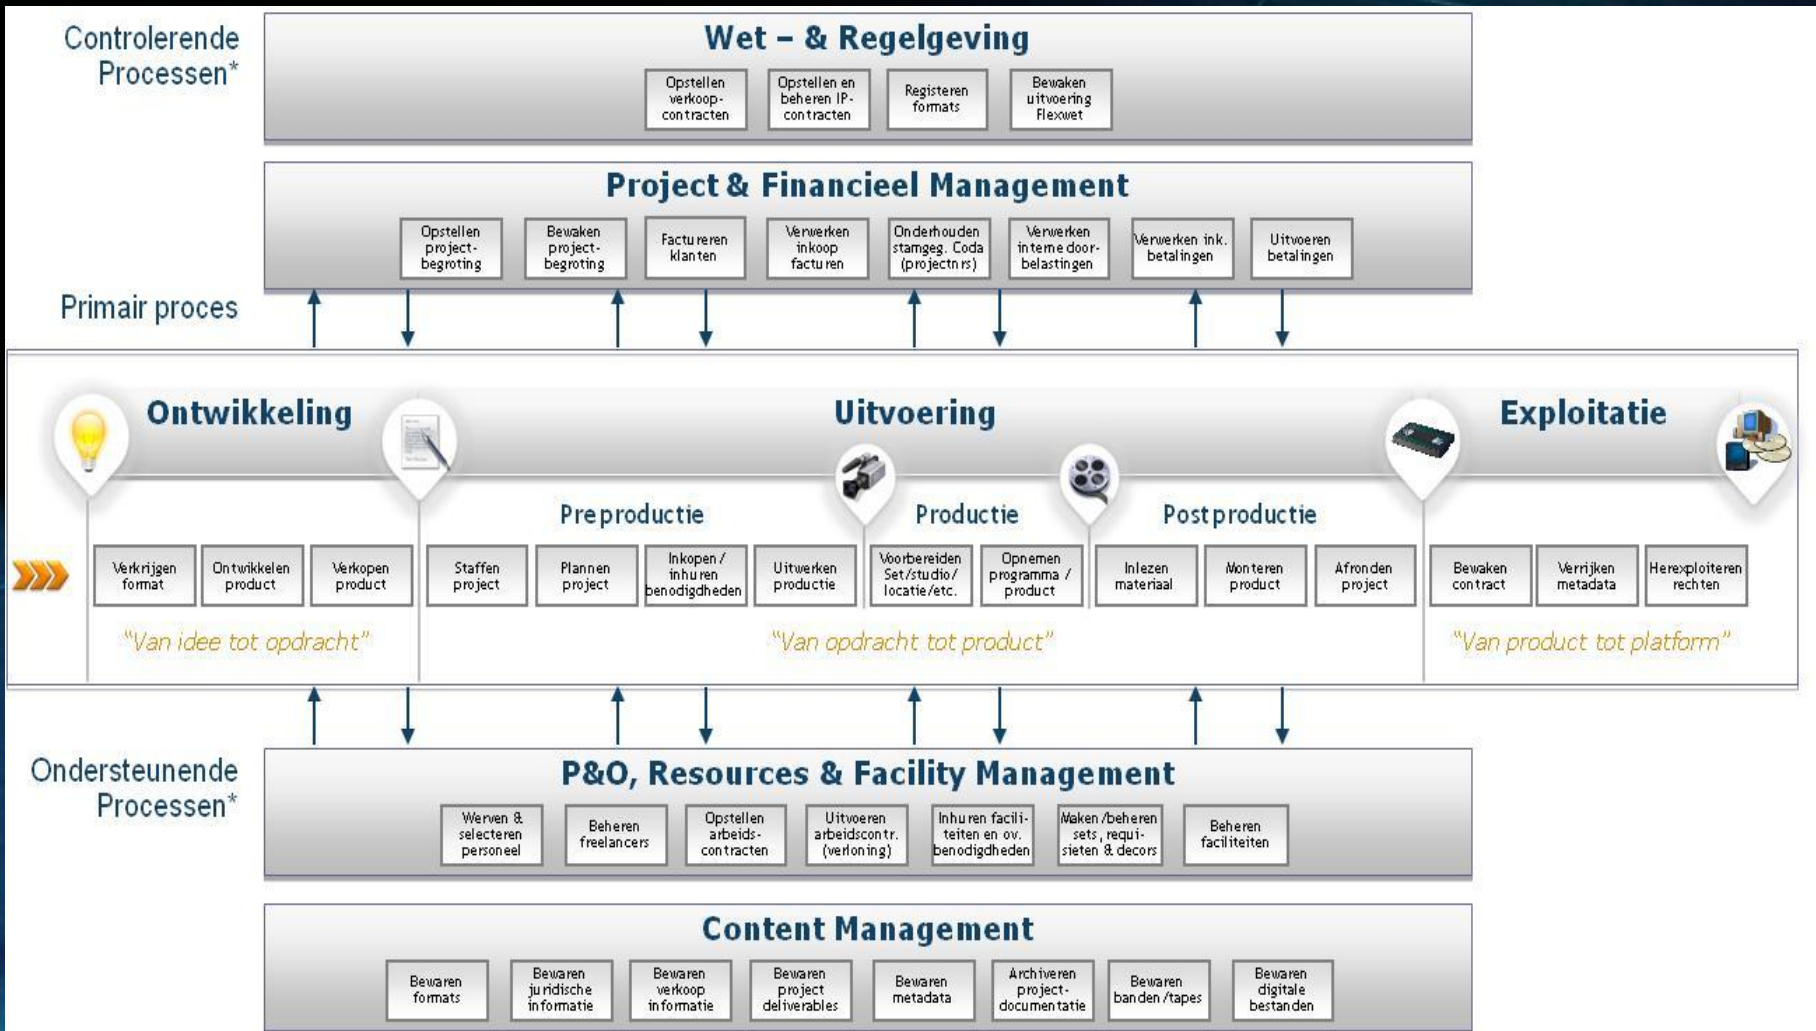 Controlerende
Processen*
Wet – & Regelgeving
Opstellen
verkoop-
contracten
Opstellen en
beheren IP-
contracten
Registeren
formats
Bewaken
uitvoering
Flexwet
Project & Financieel Management
Opstellen
project-
begroting
Bewaken
project-
begroting
Factureren
klanten
Verwerken
inkoop
facturen
Onderhouden
stamgeg. Coda
(projectnrs)
Verwerken
interne door-
belastingen
Verwerken ink.
betalingen
Uitvoeren
betalingen
Primair proces
Ontwikkeling
Uitvoering
Exploitatie
Preproductie
Productie
Postproductie
Verkrijgen
format
Ontwikkelen
product
Verkopen
product
Staffen
project
Plannen
project
Inkopen /
inhuren
benodigdheden
Uitwerken
productie
Voorbereiden
Set/studio/
locatie/etc.
Opnemen
programma /
product
Inlezen
materiaal
Monteren
product
Afronden
project
Bewaken
contract
Verrijken
metadata
Herexploiteren
rechten
"Van idee tot opdracht"
"Van opdracht tot product"
"Van product tot platform"
Ondersteunende
Processen*
P&O, Resources & Facility Management
Werven &
selecteren
personeel
Beheren
freelancers
Opstellen
arbeids-
contracten
Uitvoeren
arbeidscontr.
(verloning)
Inhuren facili-
teiten en ov.
benodigdheden
Maken/beheren
sets, requi-
sieten & decors
Beheren
faciliteiten
Content Management
Bewaren
formats
Bewaren
juridische
informatie
Bewaren
verkoop
informatie
Bewaren
project
deliverables
Bewaren
metadata
Archiveren
project-
documentatie
Bewaren
banden/tapes
Bewaren
digitale
bestanden